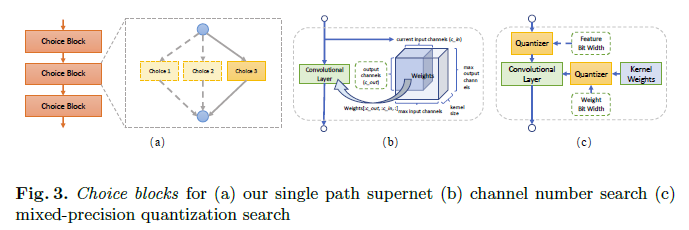 Choice Block
Choice Block
Choice Block
Choice 1
Choice 2
Choice 3
(a)
current input channels (c_in)
output
channels
(c_out)
Convolutional
Layer
Weights
max
output
chann
els
Weights[:c_out, :c_in, :]
max input channels
kernel
size
(b)
Quantizer
Feature
Bit Width
Convolutional
Layer
Quantizer
Kernel
Weights
Weight
Bit Width
(c)
Fig. 3. Choice blocks for (a) our single path supernet (b) channel number search (c)
mixed-precision quantization search